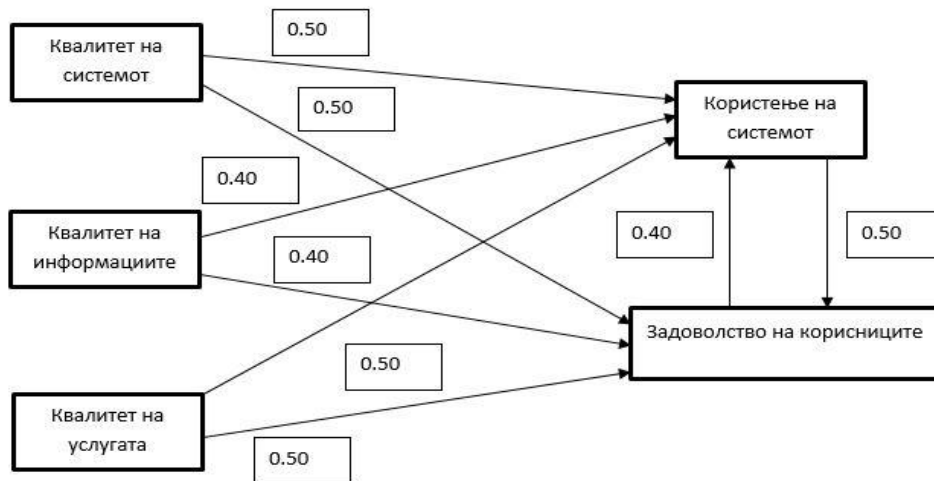 Квалитет на
системот
0.50
0.50
Користење на
системот
0.40
Квалитет на
информациите
0.40
0.40
0.50
Задоволство на корисниците
0.50
Квалитет на
услугата
0.50